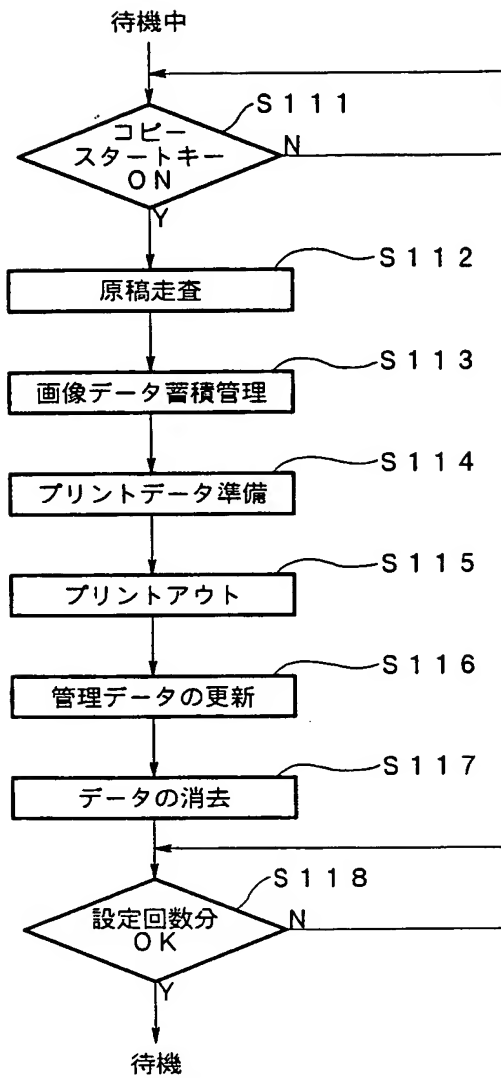 待機中
S111
コピー
スタートキー
ON
N
Y
S112
原稿走査
S113
画像データ蓄積管理
S114
プリントデータ準備
S115
プリントアウト
S116
管理データの更新
S117
データの消去
S118
設定回数分
OK
N
Y
待機